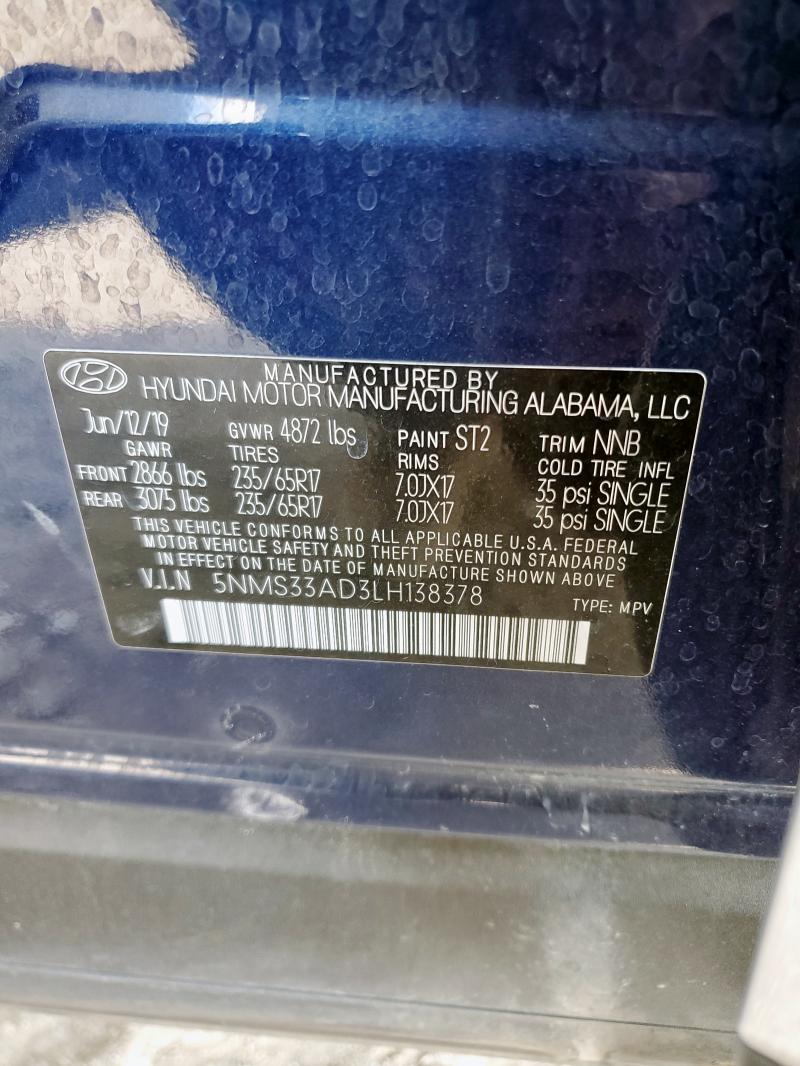 MANUFACTURED BY
HYUNDAI MOTOR MANUFACTURING ALABAMA, LLC
Jun/12/19 GVWR 4872 lbs PAINT ST2 TRIM NNB
GAWR TIRES RIMS COLD TIRE INFL
FRONT 2866 lbs 235/65R17 7.0JX17 35 psi SINGLE
REAR 3075 lbs 235/65R17 7.0JX17 35 psi SINGLE
THIS VEHICLE CONFORMS TO ALL APPLICABLE U.S.A. FEDERAL
MOTOR VEHICLE SAFETY AND THEFT PREVENTION STANDARDS
IN EFFECT ON THE DATE OF MANUFACTURE SHOWN ABOVE
V.I.N 5NMS33AD3LH138378 TYPE: MPV